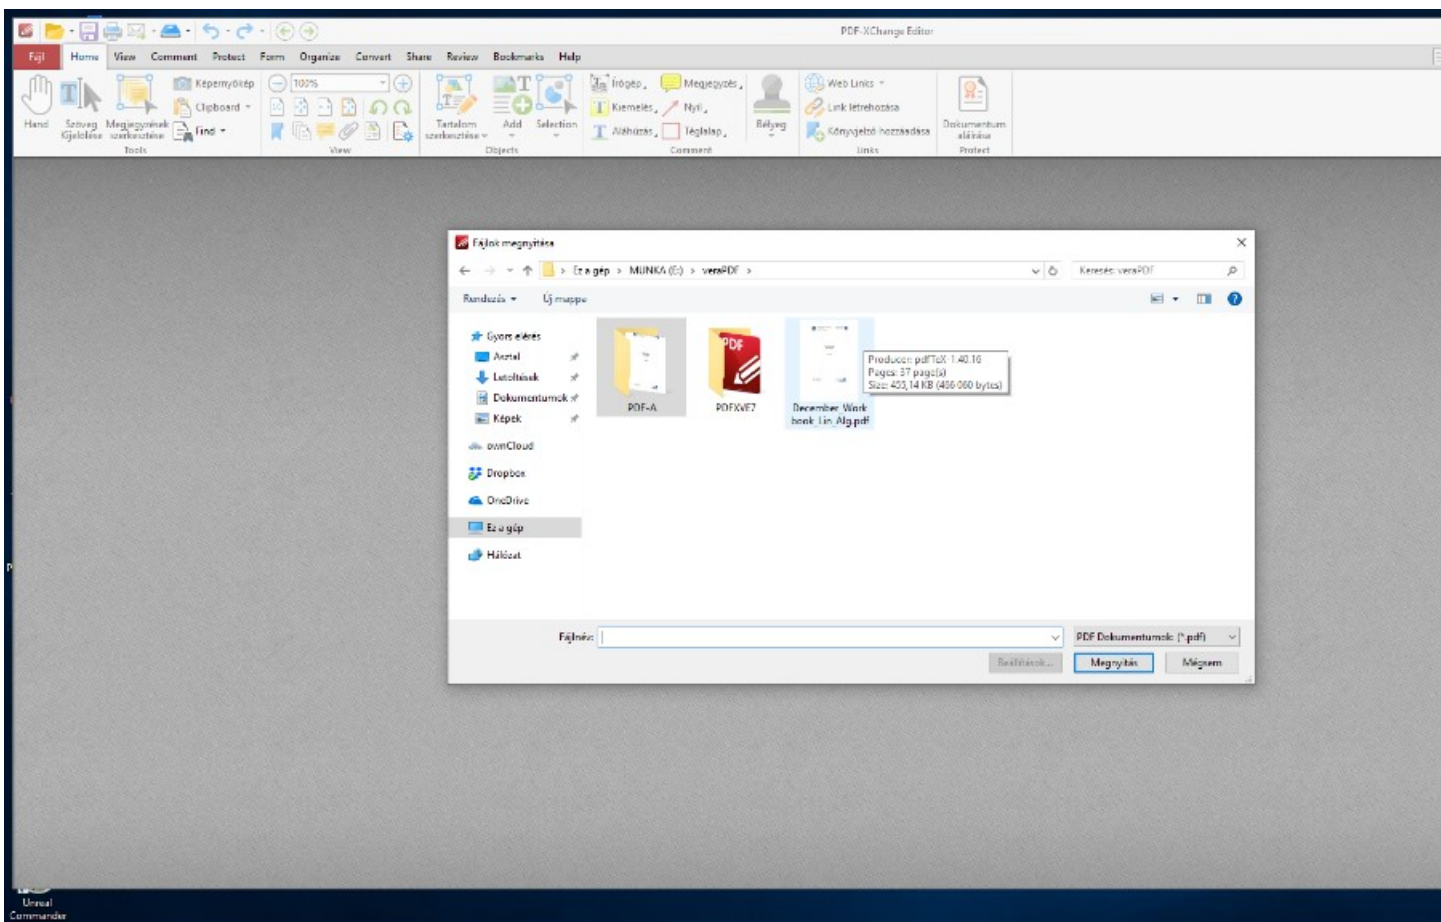 PDF-XChange Editor
Fájl Home View Comment Protect Form Organize Convert Share Review Bookmarks Help
Hand
Szöveg Kijelölése
Megjegyzések szerkesztése
Képernyőkép
Clipboard
Find
Tools
100%
View
Tartalom szerkesztése
Add
Selection
Objects
Írógép
Kiemelés
Aláhúzás
Megjegyzés
Nyíl
Téglalap
Bélyeg
Comment
Web Links
Link létrehozása
Könyvjelző hozzáadása
Links
Dokumentum aláírása
Protect
Fájlok megnyitása
Ez a gép > MUNKA (E:) > veraPDF >
Keresés: veraPDF
Rendezés
Új mappa
Gyors elérés
Asztal
Letöltések
Dokumentumok
Képek
ownCloud
Dropbox
OneDrive
Ez a gép
Hálózat
PDF-A
PDF
PDFXVE7
December_Work
book_Lin_Alg.pdf
Producer: pdfTeX-1.40.16
Pages: 37 page(s)
Size: 455,14 KB (466 060 bytes)
Fájlnév:
PDF Dokumentumok (*.pdf)
Beállítások...
Megnyitás
Mégsem
Unreal
Commander